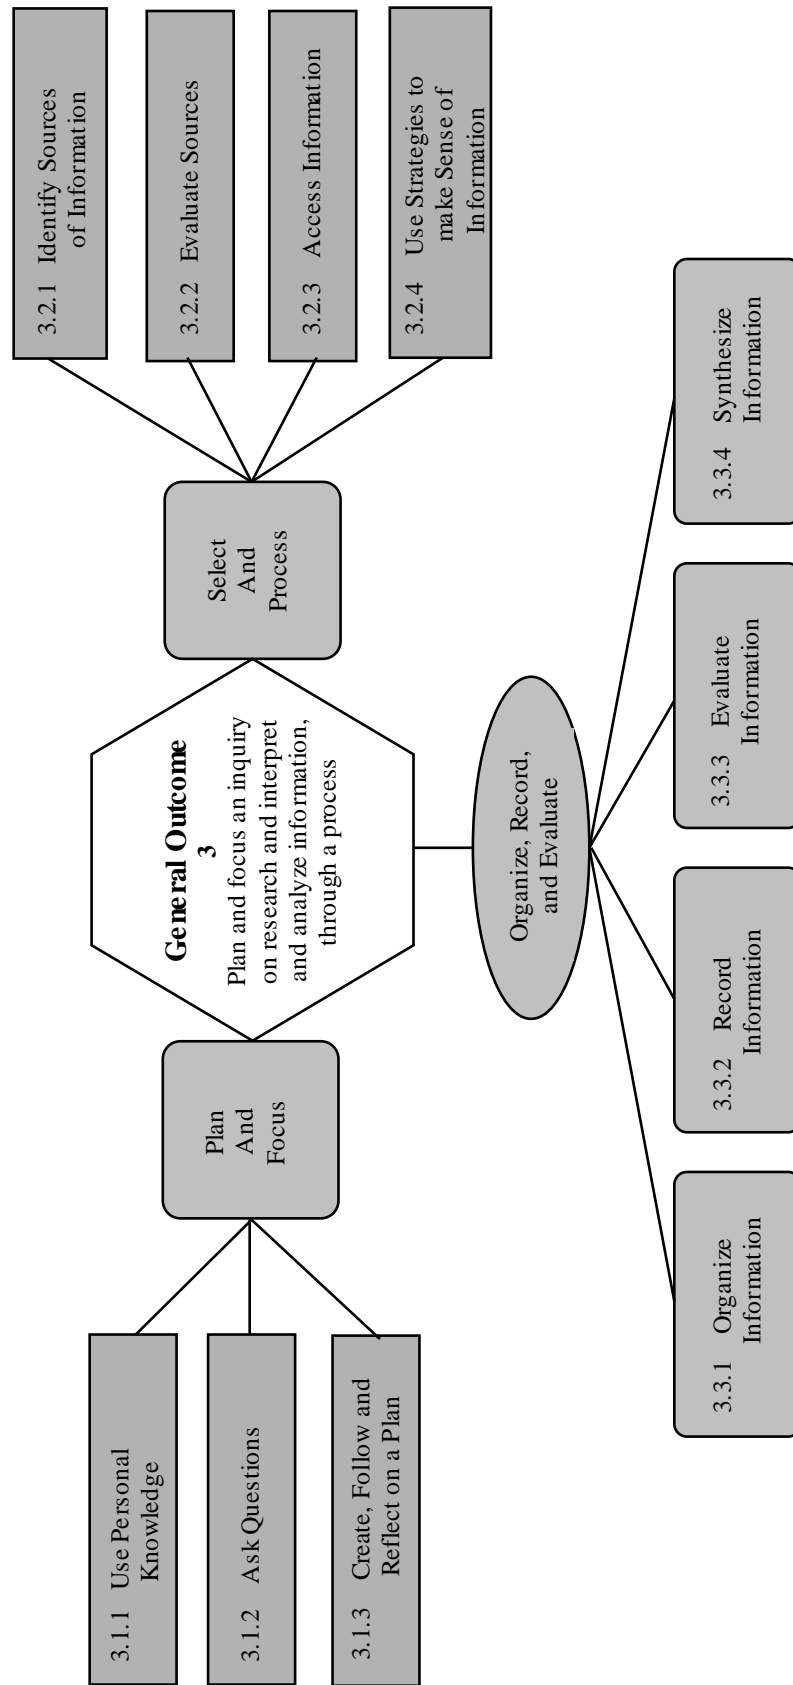 General Outcome
3
Plan and focus an inquiry
on research and interpret
and analyze information,
through a process
Plan
And
Focus
3.1.1 Use Personal
Knowledge
3.1.2 Ask Questions
3.1.3 Create, Follow and
Reflect on a Plan
Select
And
Process
3.2.1 Identify Sources
of Information
3.2.2 Evaluate Sources
3.2.3 Access Information
3.2.4 Use Strategies to
make Sense of
Information
Organize, Record,
and Evaluate
3.3.1 Organize
Information
3.3.2 Record
Information
3.3.3 Evaluate
Information
3.3.4 Synthesize
Information